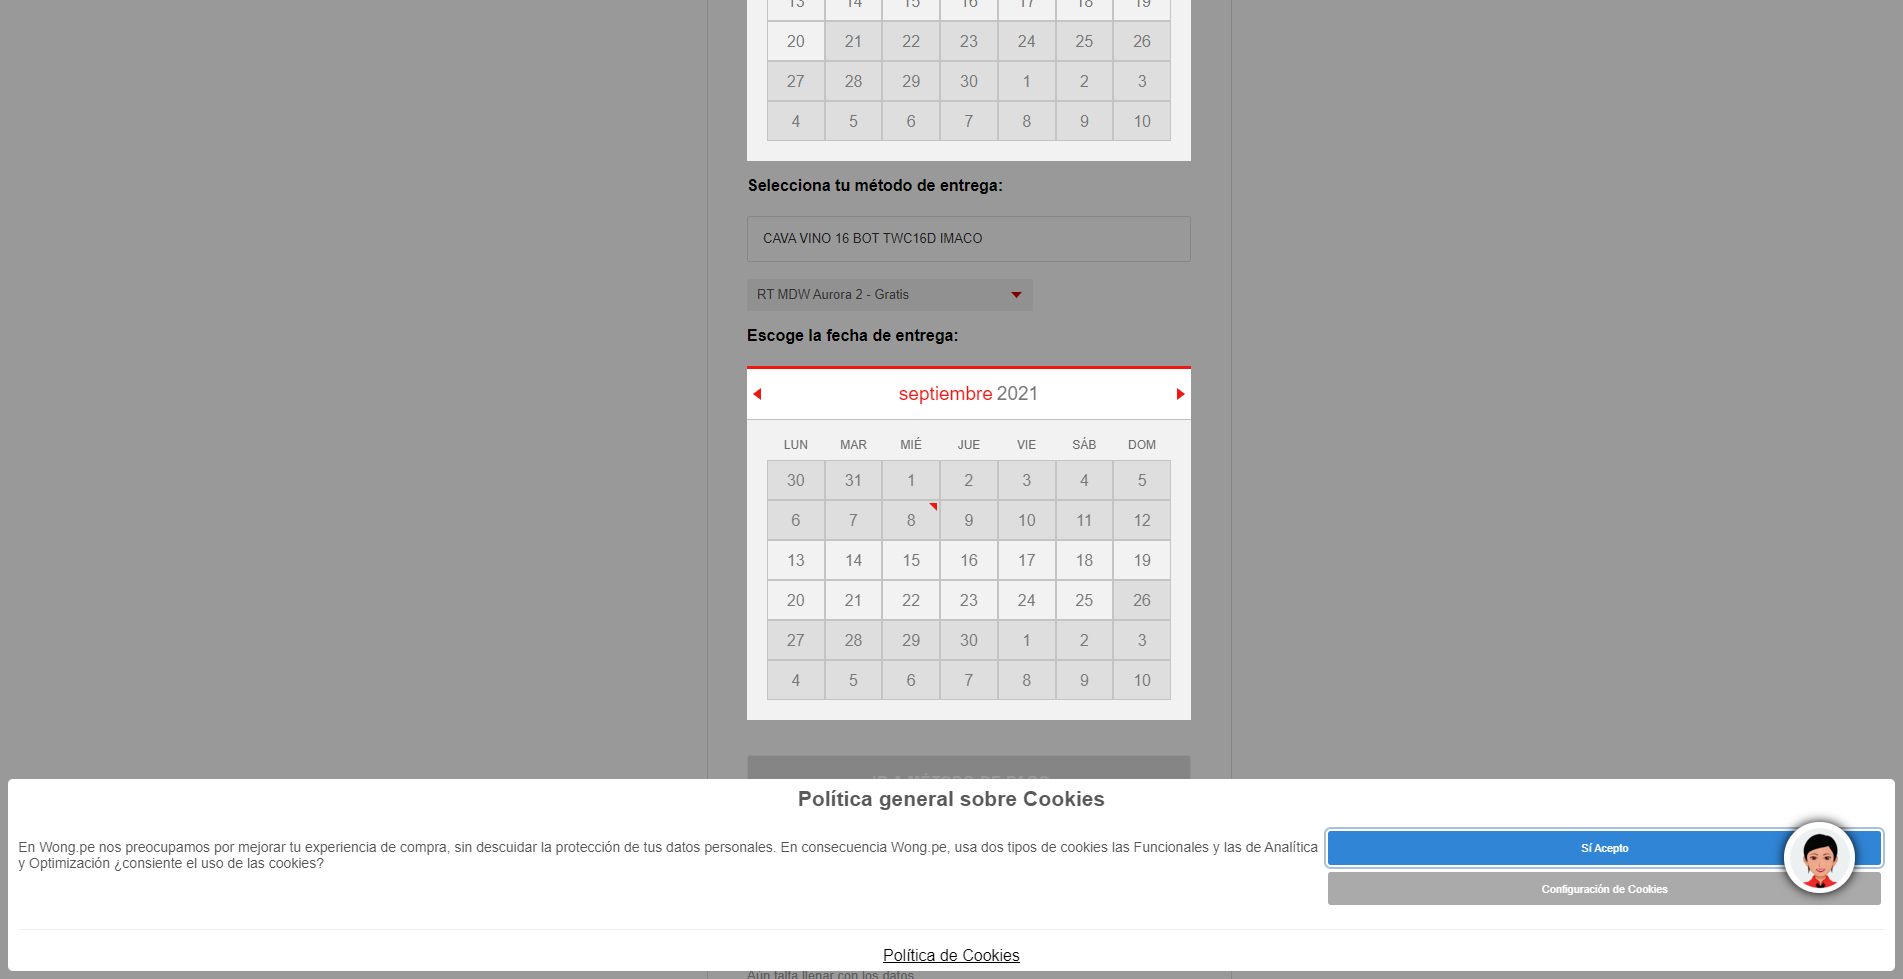 13 14 15 16 17 18 19
20 21 22 23 24 25 26
27 28 29 30 1 2 3
4 5 6 7 8 9 10
Selecciona tu método de entrega:
CAVA VINO 16 BOT TWC16D IMACO
RT MDW Aurora 2 - Gratis
Escoge la fecha de entrega:
septiembre 2021
LUN MAR MIÉ JUE VIE SÁB DOM
30 31 1 2 3 4 5
6 7 8 9 10 11 12
13 14 15 16 17 18 19
20 21 22 23 24 25 26
27 28 29 30 1 2 3
4 5 6 7 8 9 10
IR A MÉTODO DE PAGO
Política general sobre Cookies
En Wong.pe nos preocupamos por mejorar tu experiencia de compra, sin descuidar la protección de tus datos personales. En consecuencia Wong.pe, usa dos tipos de cookies las Funcionales y las de Analítica
y Optimización ¿consiente el uso de las cookies?
Sí Acepto
Configuración de Cookies
Política de Cookies
Aún falta llenar con los datos